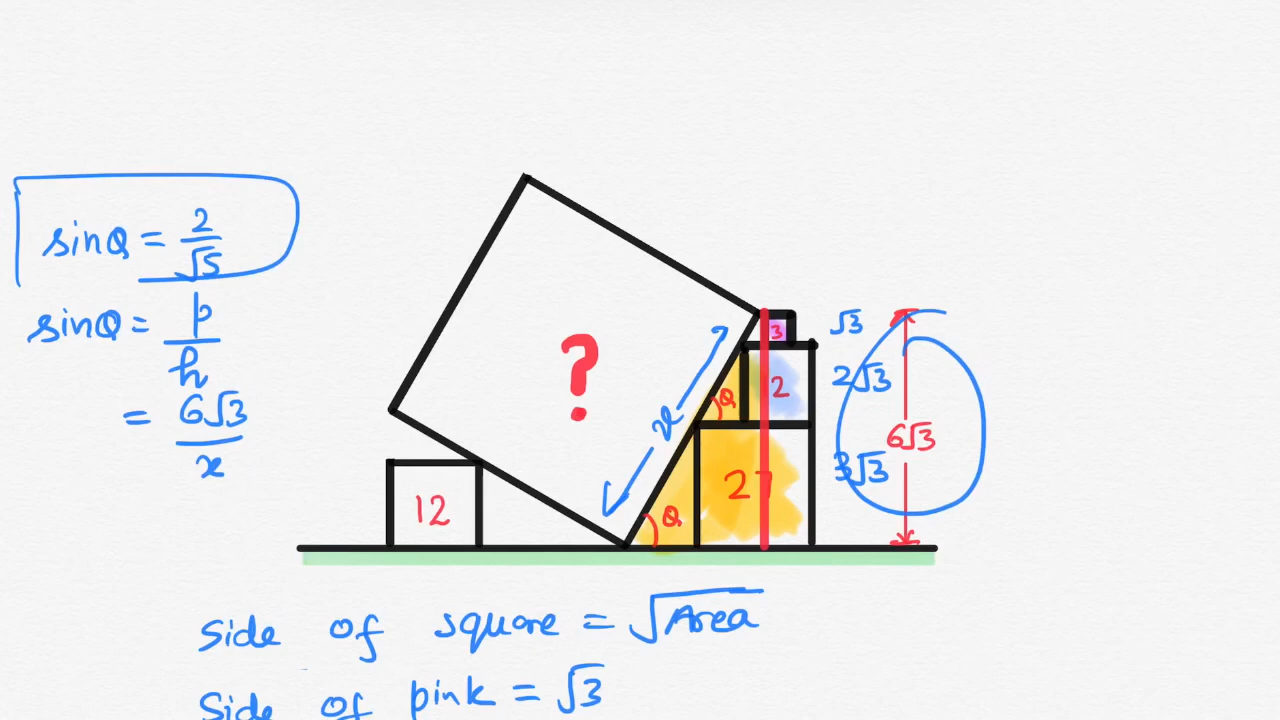 sinQ = 2/√5
sinQ = p/h
= 6√3/x
?
x
Q
Q
12
27
12
3
√3
2√3
3√3
6√3
side of square = √Area
Side of pink = √3